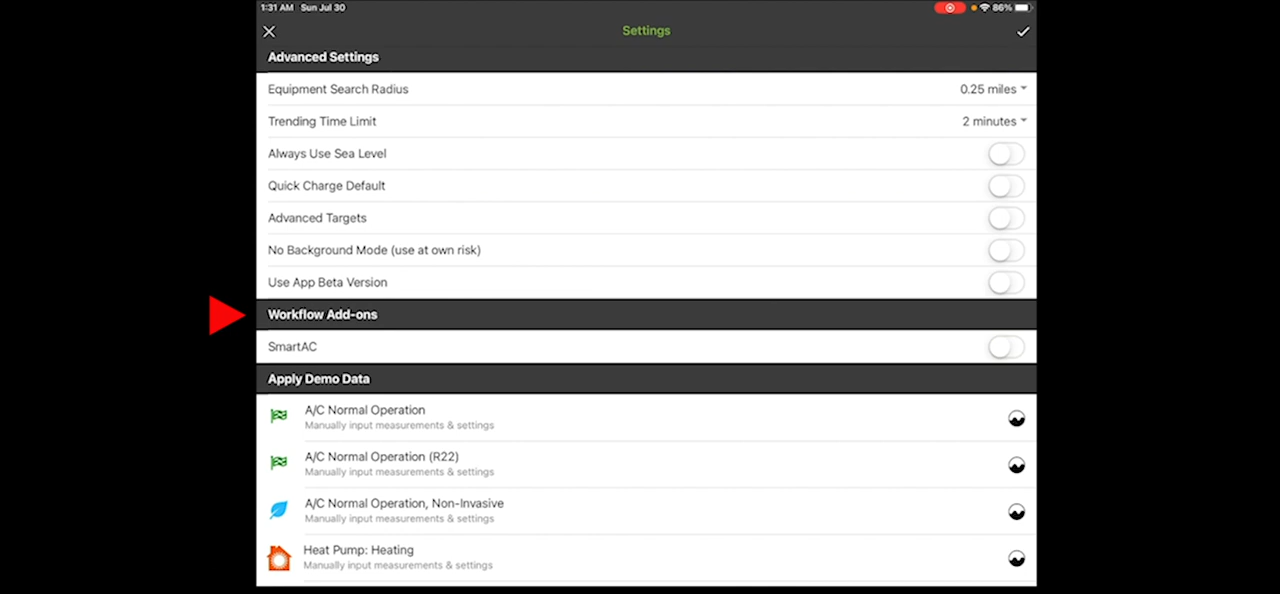 1:31 AM Sun Jul 30
86%
Settings
Advanced Settings
Equipment Search Radius 0.25 miles
Trending Time Limit 2 minutes
Always Use Sea Level
Quick Charge Default
Advanced Targets
No Background Mode (use at own risk)
Use App Beta Version
Workflow Add-ons
SmartAC
Apply Demo Data
A/C Normal Operation
Manually input measurements & settings
A/C Normal Operation (R22)
Manually input measurements & settings
A/C Normal Operation, Non-Invasive
Manually input measurements & settings
Heat Pump: Heating
Manually input measurements & settings